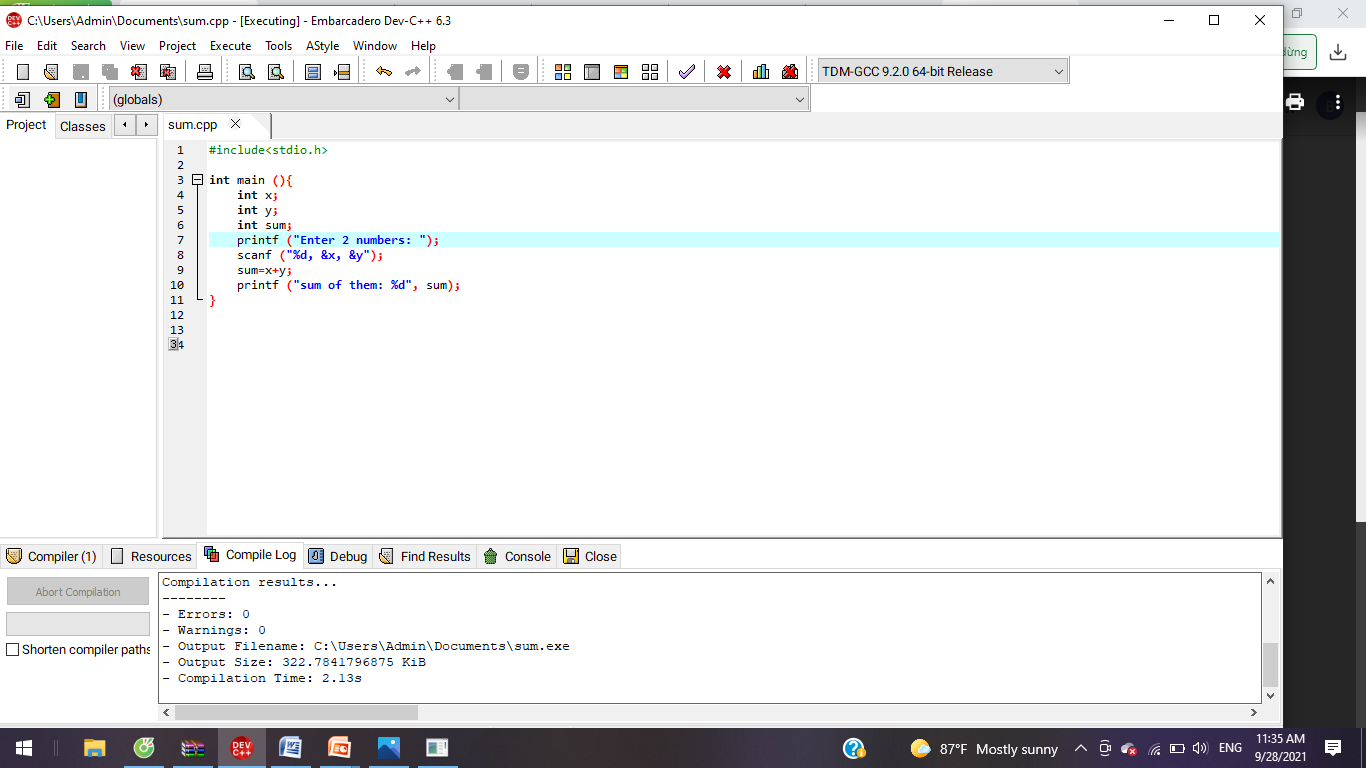 C:\Users\Admin\Documents\sum.cpp - [Executing] - Embarcadero Dev-C++ 6.3
File Edit Search View Project Execute Tools AStyle Window Help
TDM-GCC 9.2.0 64-bit Release
(globals)
Project Classes sum.cpp
1 #include<stdio.h>
2
3 int main (){
4 int x;
5 int y;
6 int sum;
7 printf ("Enter 2 numbers: ");
8 scanf ("%d, &x, &y");
9 sum=x+y;
10 printf ("sum of them: %d", sum);
11 }
12
13
34
Compiler (1) Resources Compile Log Debug Find Results Console Close
Abort Compilation
Shorten compiler paths
Compilation results...
--------
- Errors: 0
- Warnings: 0
- Output Filename: C:\Users\Admin\Documents\sum.exe
- Output Size: 322.7841796875 KiB
- Compilation Time: 2.13s
DEV C++
87°F Mostly sunny ENG
11:35 AM
9/28/2021